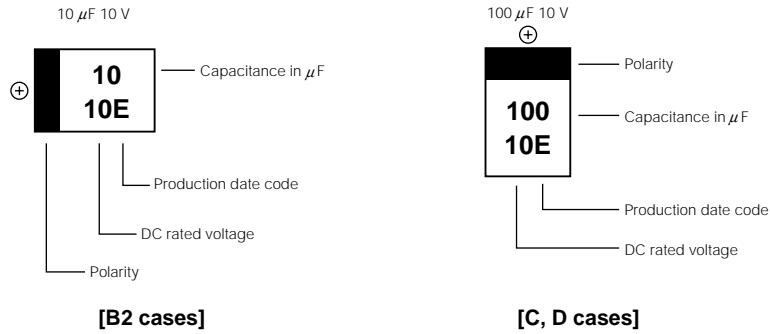 10 μF 10 V
⊕
10
10E
Capacitance in μF
Production date code
DC rated voltage
Polarity
[B2 cases]
100 μF 10 V
⊕
Polarity
100
10E
Capacitance in μF
Production date code
DC rated voltage
[C, D cases]